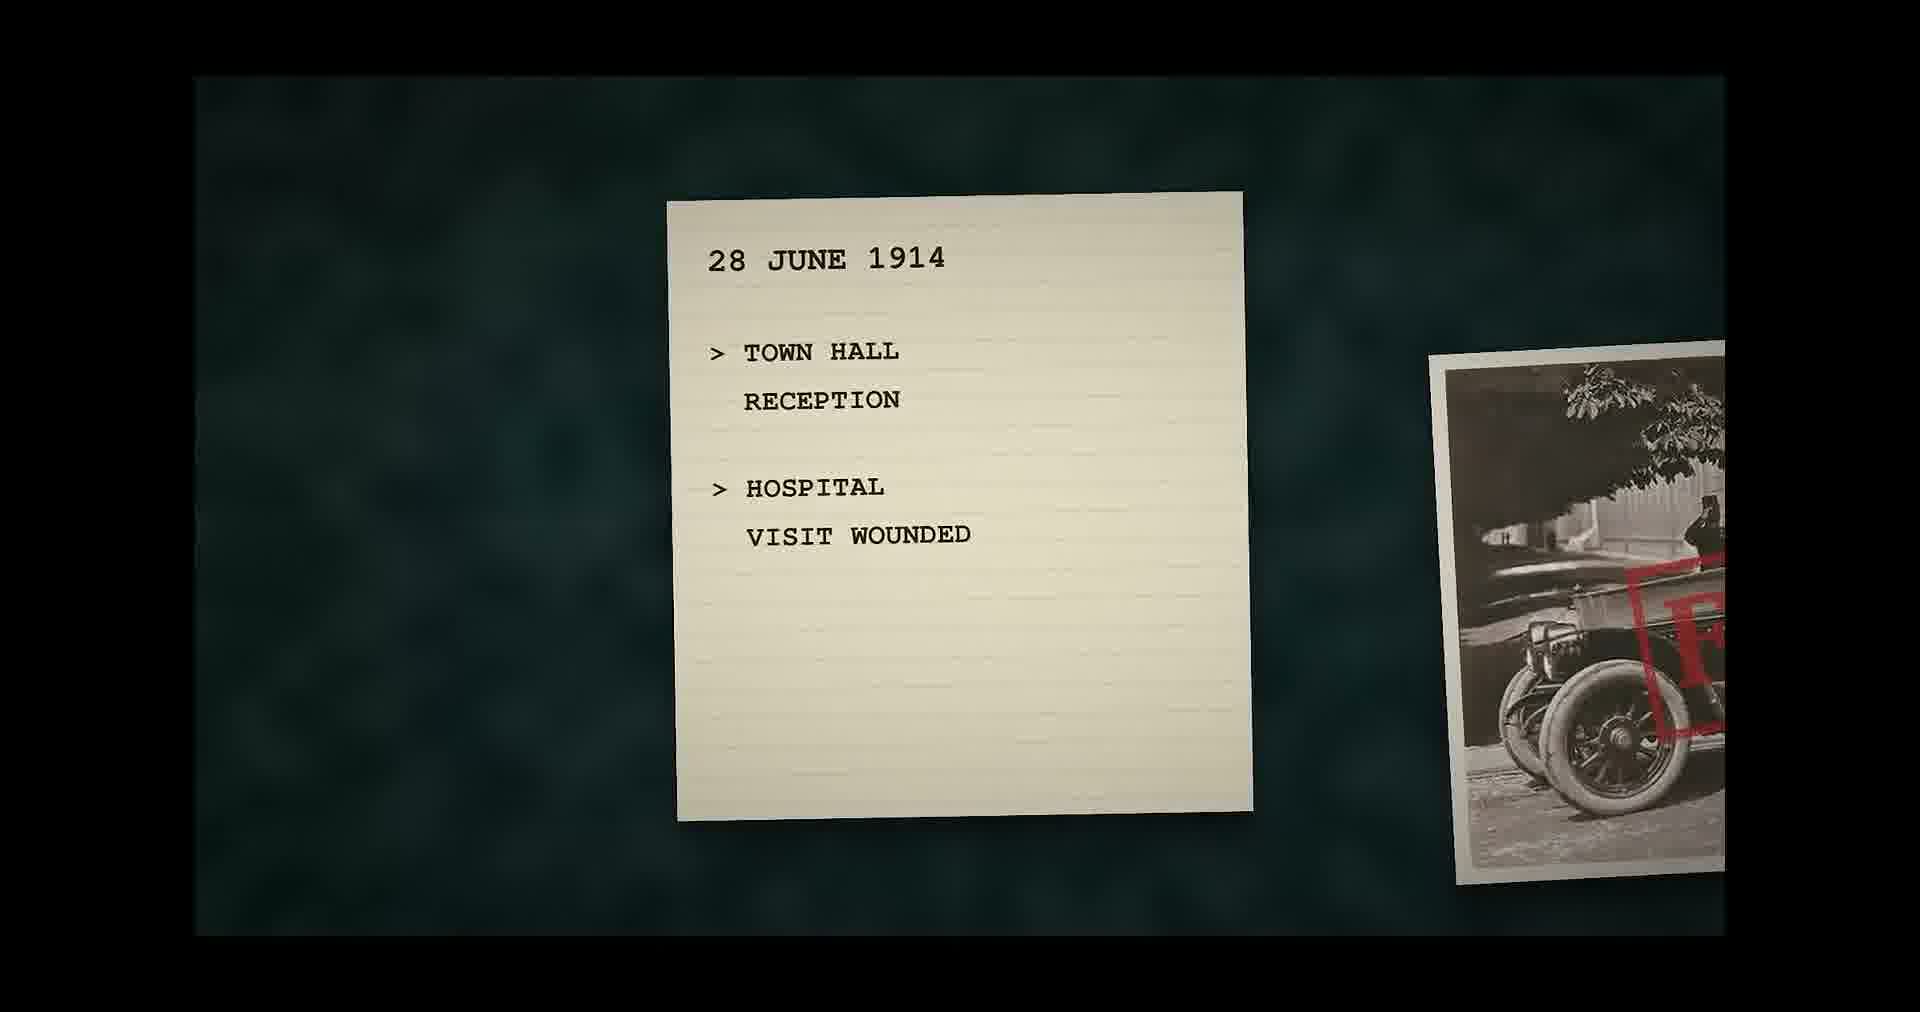 28 JUNE 1914
> TOWN HALL
RECEPTION
> HOSPITAL
VISIT WOUNDED